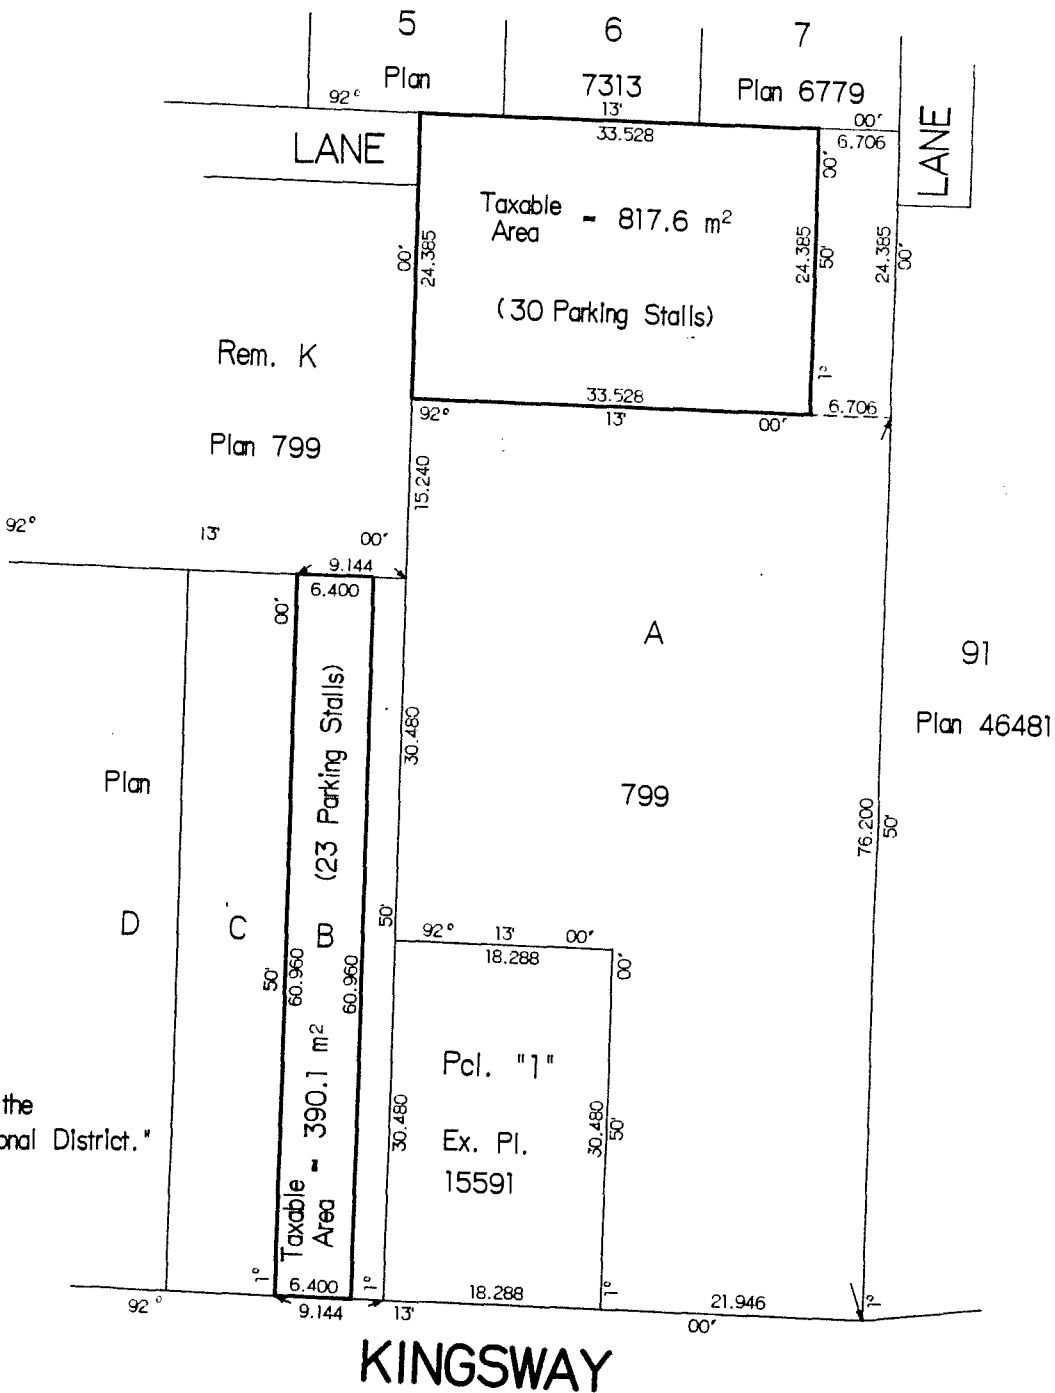 5
6
7
Plan
7313
Plan 6779
92°
13'
00'
33.528
6.706
LANE
LANE
00'
Taxable
Area = 817.6 m²
24.385
00'
24.385
50'
24.385
00'
(30 Parking Stalls)
1°
Rem. K
33.528
6.706
92°
13'
00'
Plan 799
15.240
92°
13'
00'
9.144
6.400
00'
A
91
(23 Parking Stalls)
30.480
Plan 46481
Plan
799
76.200
50'
D
C
B
50'
92°
13'
00'
18.288
00'
50'
60.960
60.960
Pcl. "1"
the
onal District."
30.480
30.480
50'
Ex. Pl.
15591
Taxable
Area = 390.1 m²
1°
6.400
1°
18.288
1°
21.946
1°
92°
9.144
13'
00'
KINGSWAY